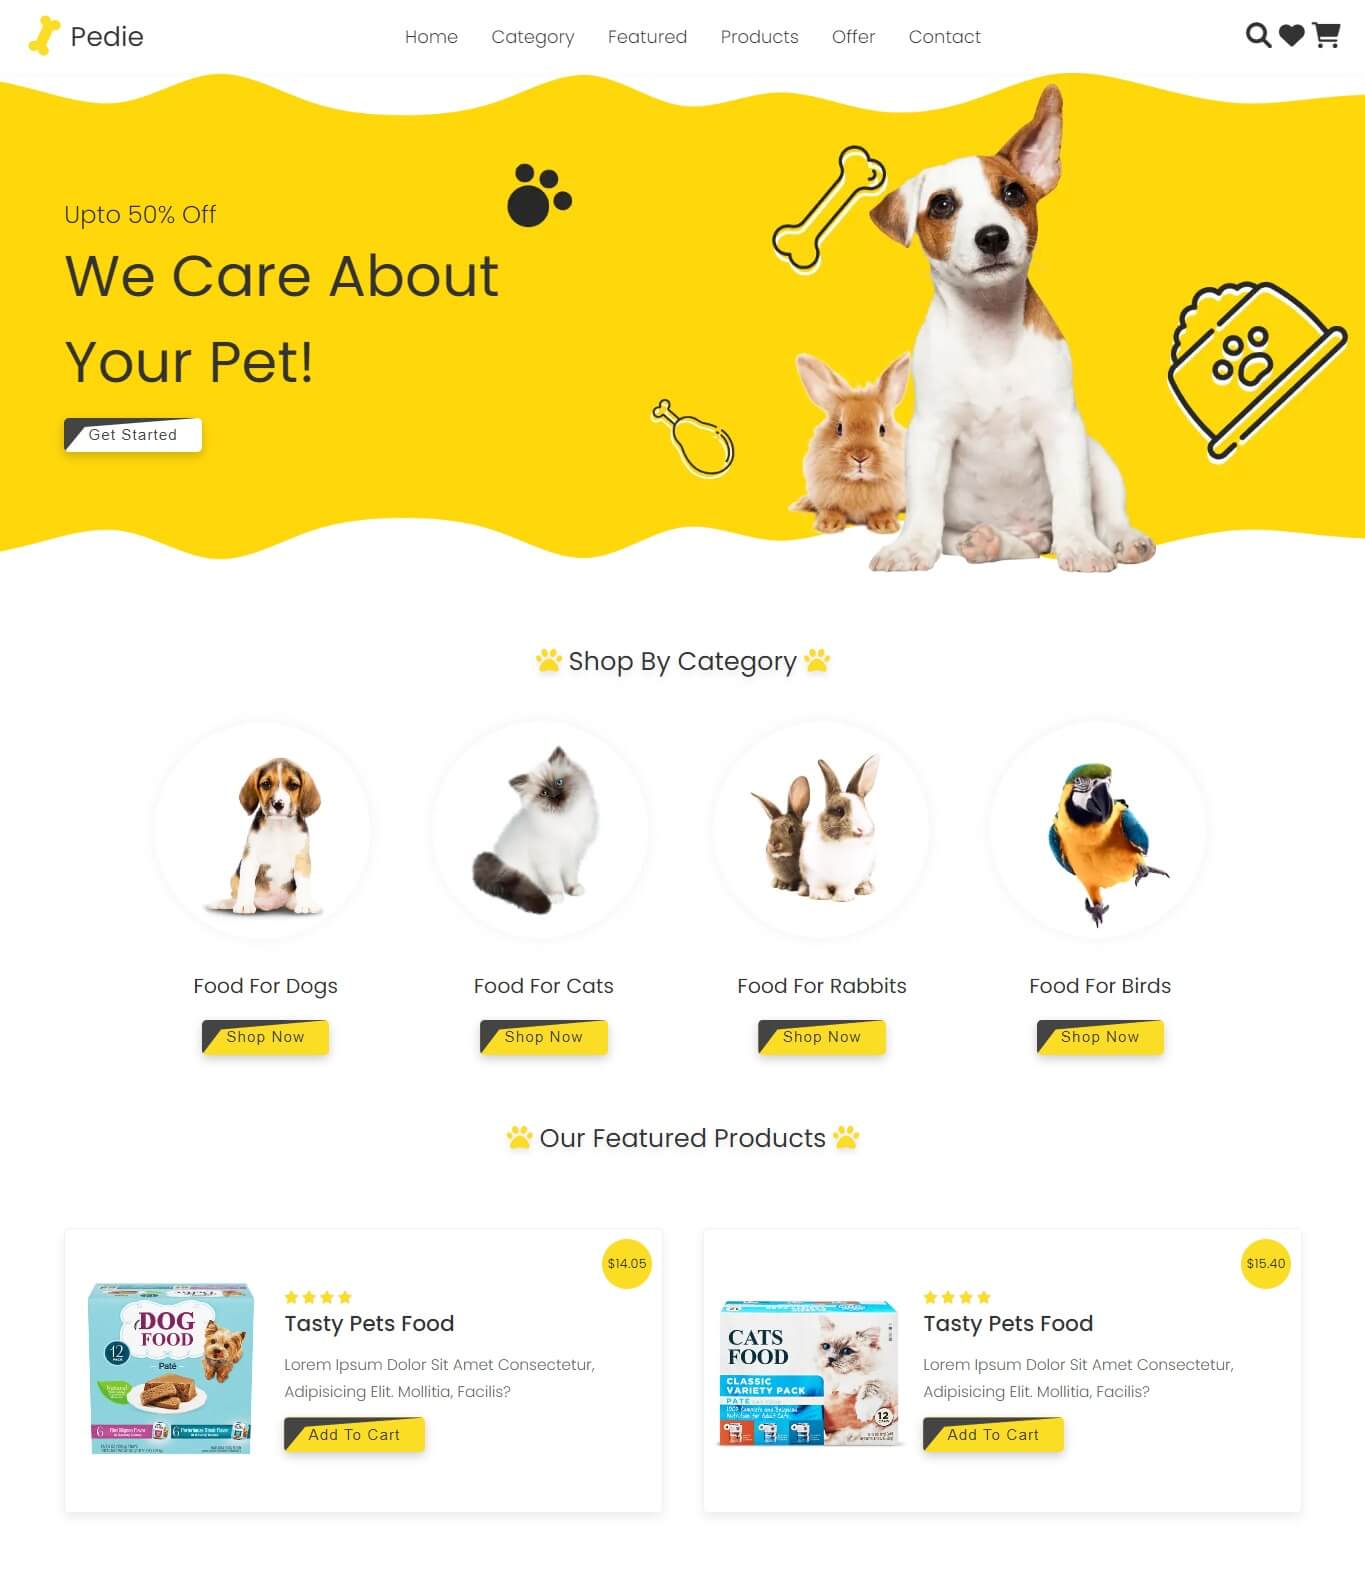 Pedie
Home Category Featured Products Offer Contact
Upto 50% Off
We Care About
Your Pet!
Get Started
Shop By Category
Food For Dogs
Food For Cats
Food For Rabbits
Food For Birds
Shop Now
Shop Now
Shop Now
Shop Now
Our Featured Products
$14.05
DOG
FOOD
12
Paté
Natural
6
6
Tasty Pets Food
Lorem Ipsum Dolor Sit Amet Consectetur,
Adipisicing Elit. Mollitia, Facilis?
Add To Cart
$15.40
12
CATS
FOOD
CLASSIC
VARIETY PACK
PATE
12
Tasty Pets Food
Lorem Ipsum Dolor Sit Amet Consectetur,
Adipisicing Elit. Mollitia, Facilis?
Add To Cart